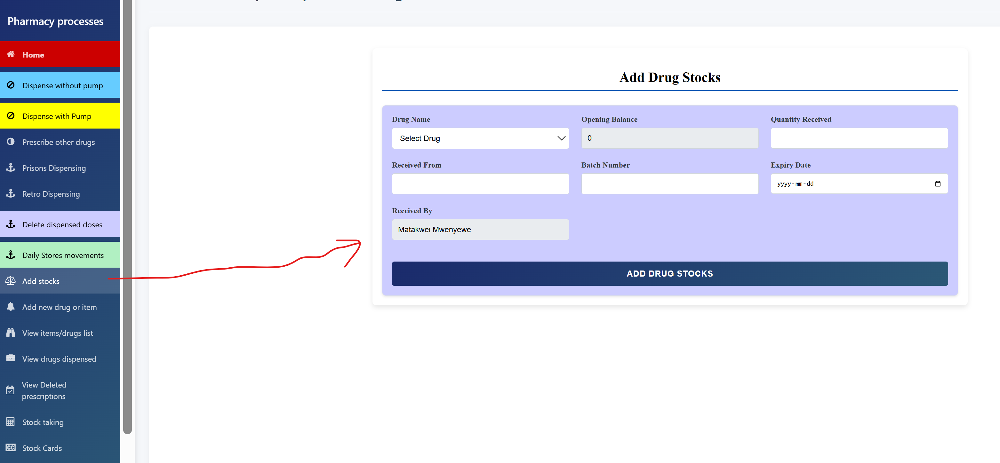 Pharmacy processes
Home
Dispense without pump
Dispense with Pump
Prescribe other drugs
Prisons Dispensing
Retro Dispensing
Delete dispensed doses
Daily Stores movements
Add stocks
Add new drug or item
View items/drugs list
View drugs dispensed
View Deleted
prescriptions
Stock taking
CC Stock Cards
Add Drug Stocks
Drug Name Opening Balance Quantity Received
Select Drug 0
Received From Batch Number Expiry Date
yyyy-mm-dd
Received By
Matakwei Mwenyewe
ADD DRUG STOCKS